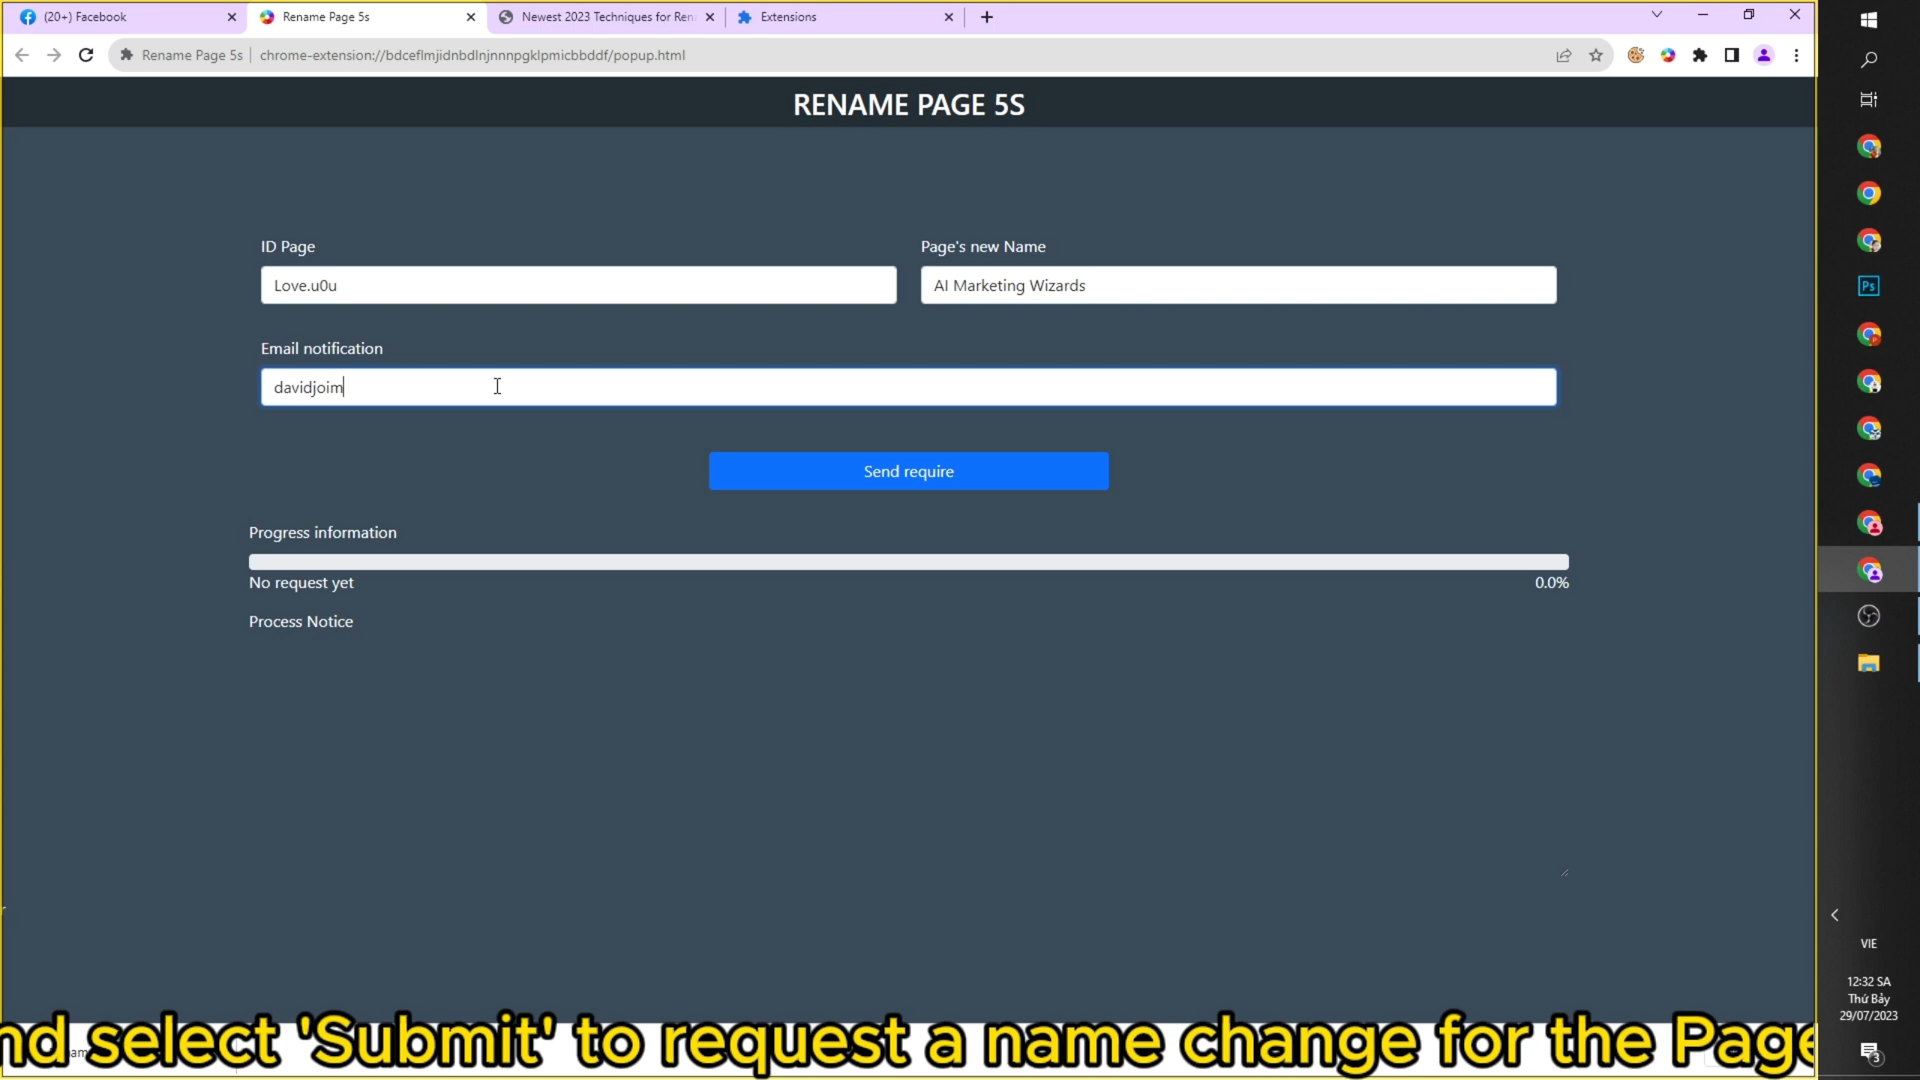 (20+) Facebook
Rename Page 5s
Newest 2023 Techniques for Ren
Extensions
Rename Page 5s
chrome-extension://bdceflmjidnbdlnjnnnpgklpmicbbddf/popup.html
RENAME PAGE 5S
ID Page
Page's new Name
Love.u0u
AI Marketing Wizards
Email notification
davidjoim
Send require
Progress information
No request yet
0.0%
Process Notice
Ps
VIE
12:32 SA
Thứ Bảy
29/07/2023
3
nd select 'Submit' to request a name change for the Page